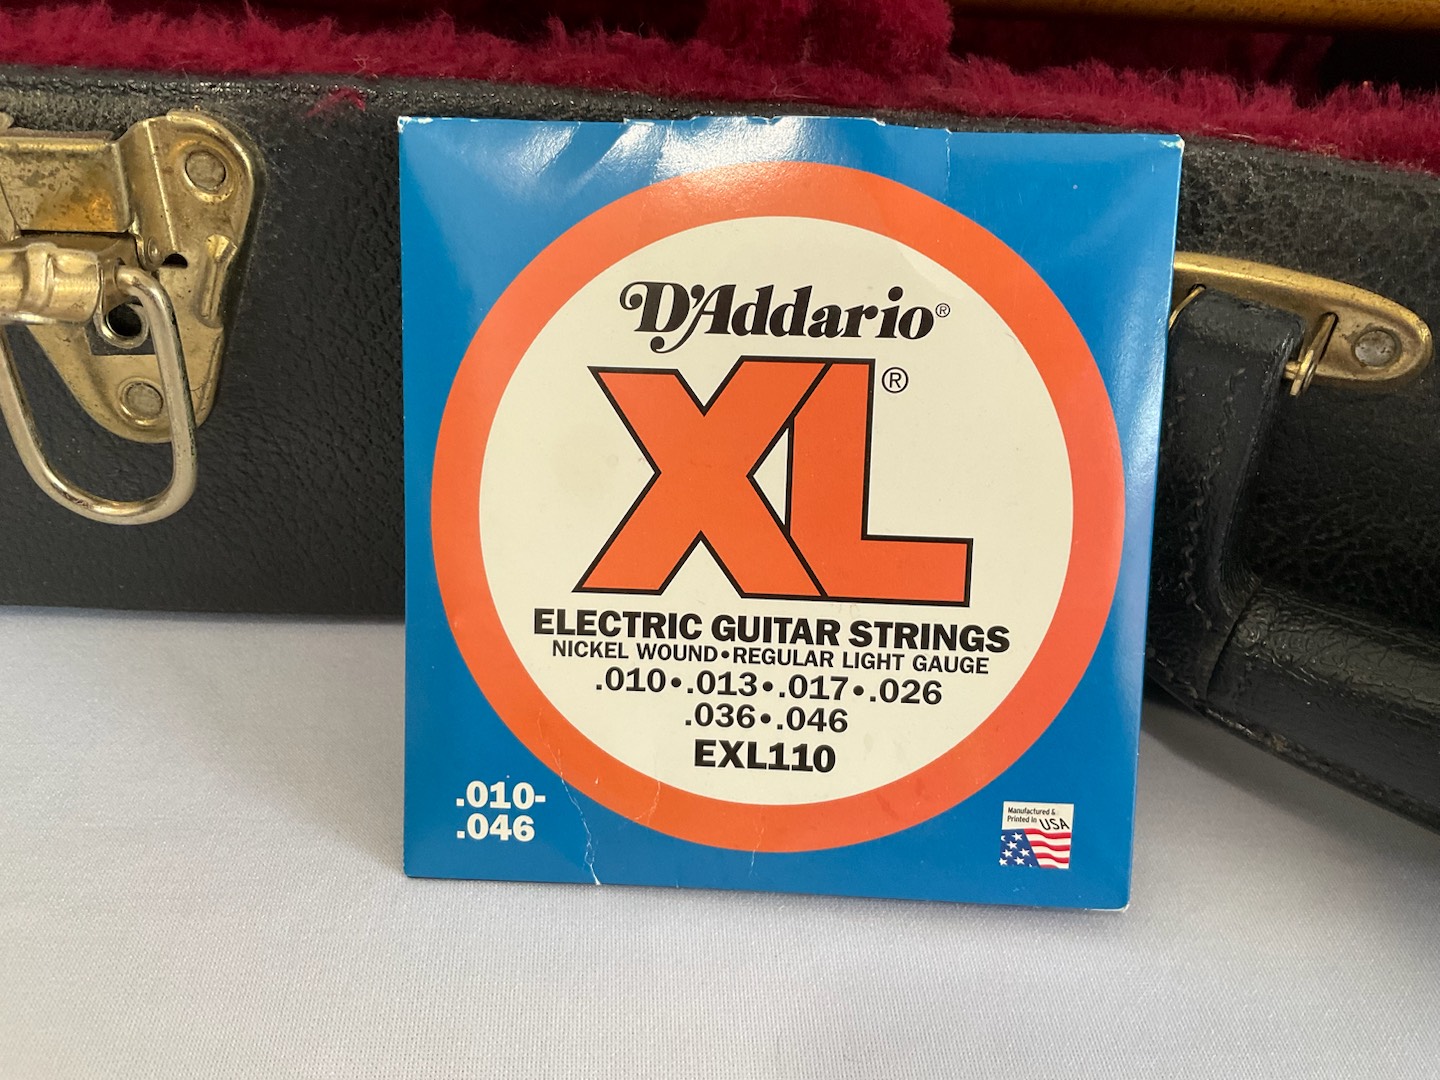 D'Addario®
XL®
ELECTRIC GUITAR STRINGS
NICKEL WOUND•REGULAR LIGHT GAUGE
.010•.013•.017•.026
.036•.046
EXL110
.010-
.046
Manufactured &
Printed in USA